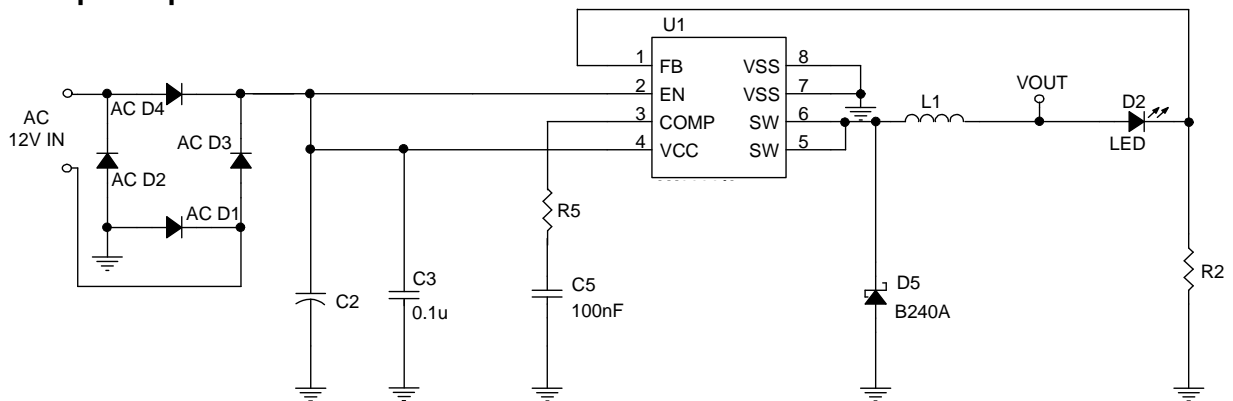 U1
1 FB VSS 8
2 EN VSS 7
3 COMP SW 6
4 VCC SW 5
AC
12V IN
AC D4
AC D3
AC D2
AC D1
C2
C3
0.1u
R5
C5
100nF
L1
VOUT
D2
LED
D5
B240A
R2